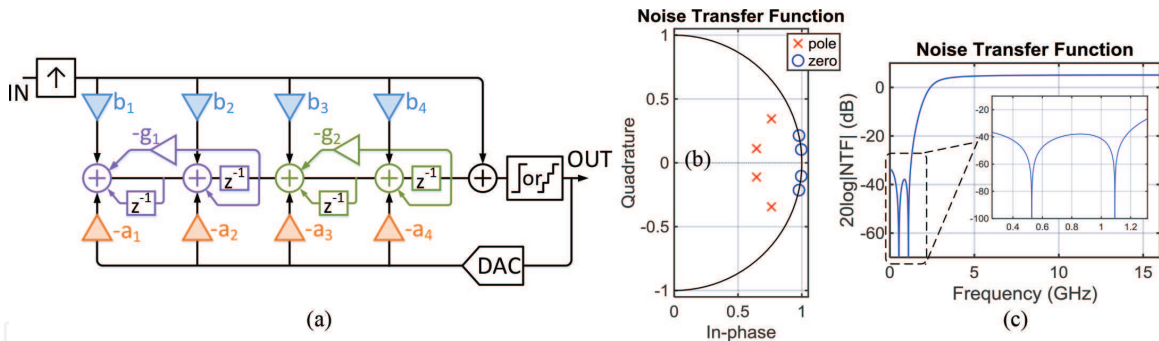 IN
↑
b1
b2
b3
b4
-g1
-g2
z-1
z-1
z-1
z-1
∫or
OUT
-a1
-a2
-a3
-a4
DAC
(a)
Noise Transfer Function
pole
zero
1
0.5
0
-0.5
-1
Quadrature
(b)
0
0.5
1
In-phase
Noise Transfer Function
0
-20
-40
-60
20log|NTF| (dB)
-20
-40
-60
-80
-100
0.4
0.6
0.8
1
1.2
0
5
10
15
Frequency (GHz)
(c)